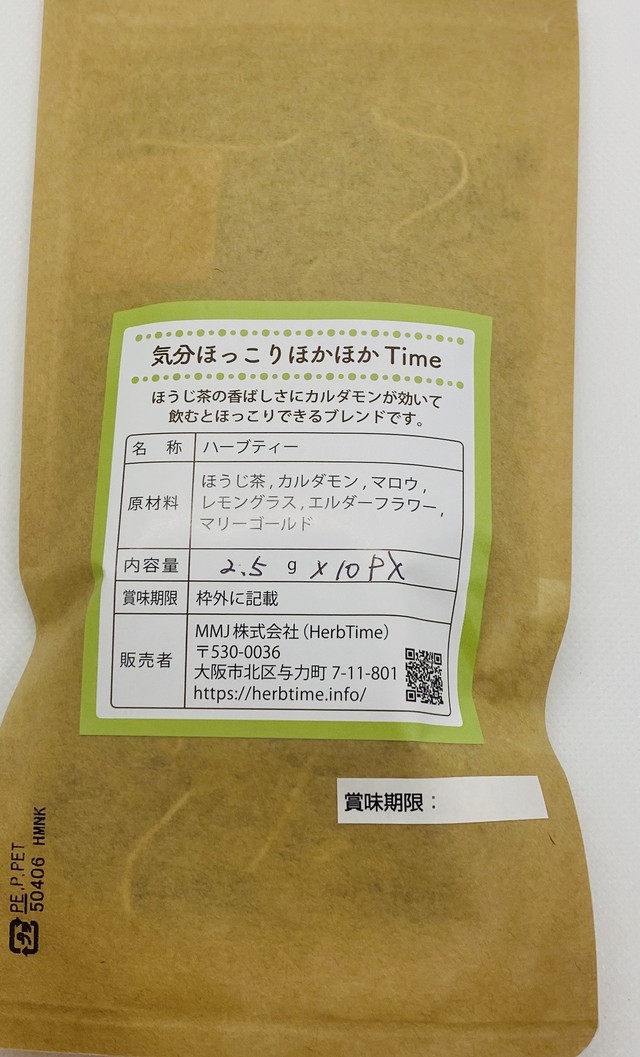 気分ほっこりほかほか Time
ほうじ茶の香ばしさにカルダモンが効いて
飲むとほっこりできるブレンドです。
名 称 ハーブティー
原材料 ほうじ茶 , カルダモン , マロウ ,
レモングラス , エルダーフラワー ,
マリーゴールド
内容量 2.5 g × 10 PX
賞味期限 枠外に記載
販売者 MMJ 株式会社 (HerbTime)
〒530-0036
大阪市北区与力町 7-11-801
https://herbtime.info/
賞味期限 :
PE,P,PET
50406 HMNK